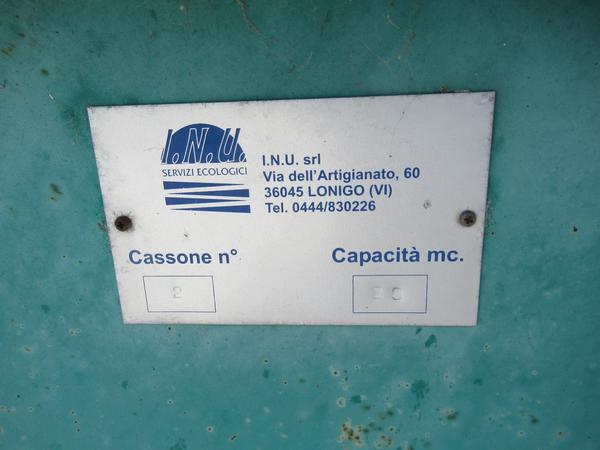 I.N.U.
SERVIZI ECOLOGICI
I.N.U. srl
Via dell'Artigianato, 60
36045 LONIGO (VI)
Tel. 0444/830226
Cassone n°
Capacità mc.
2